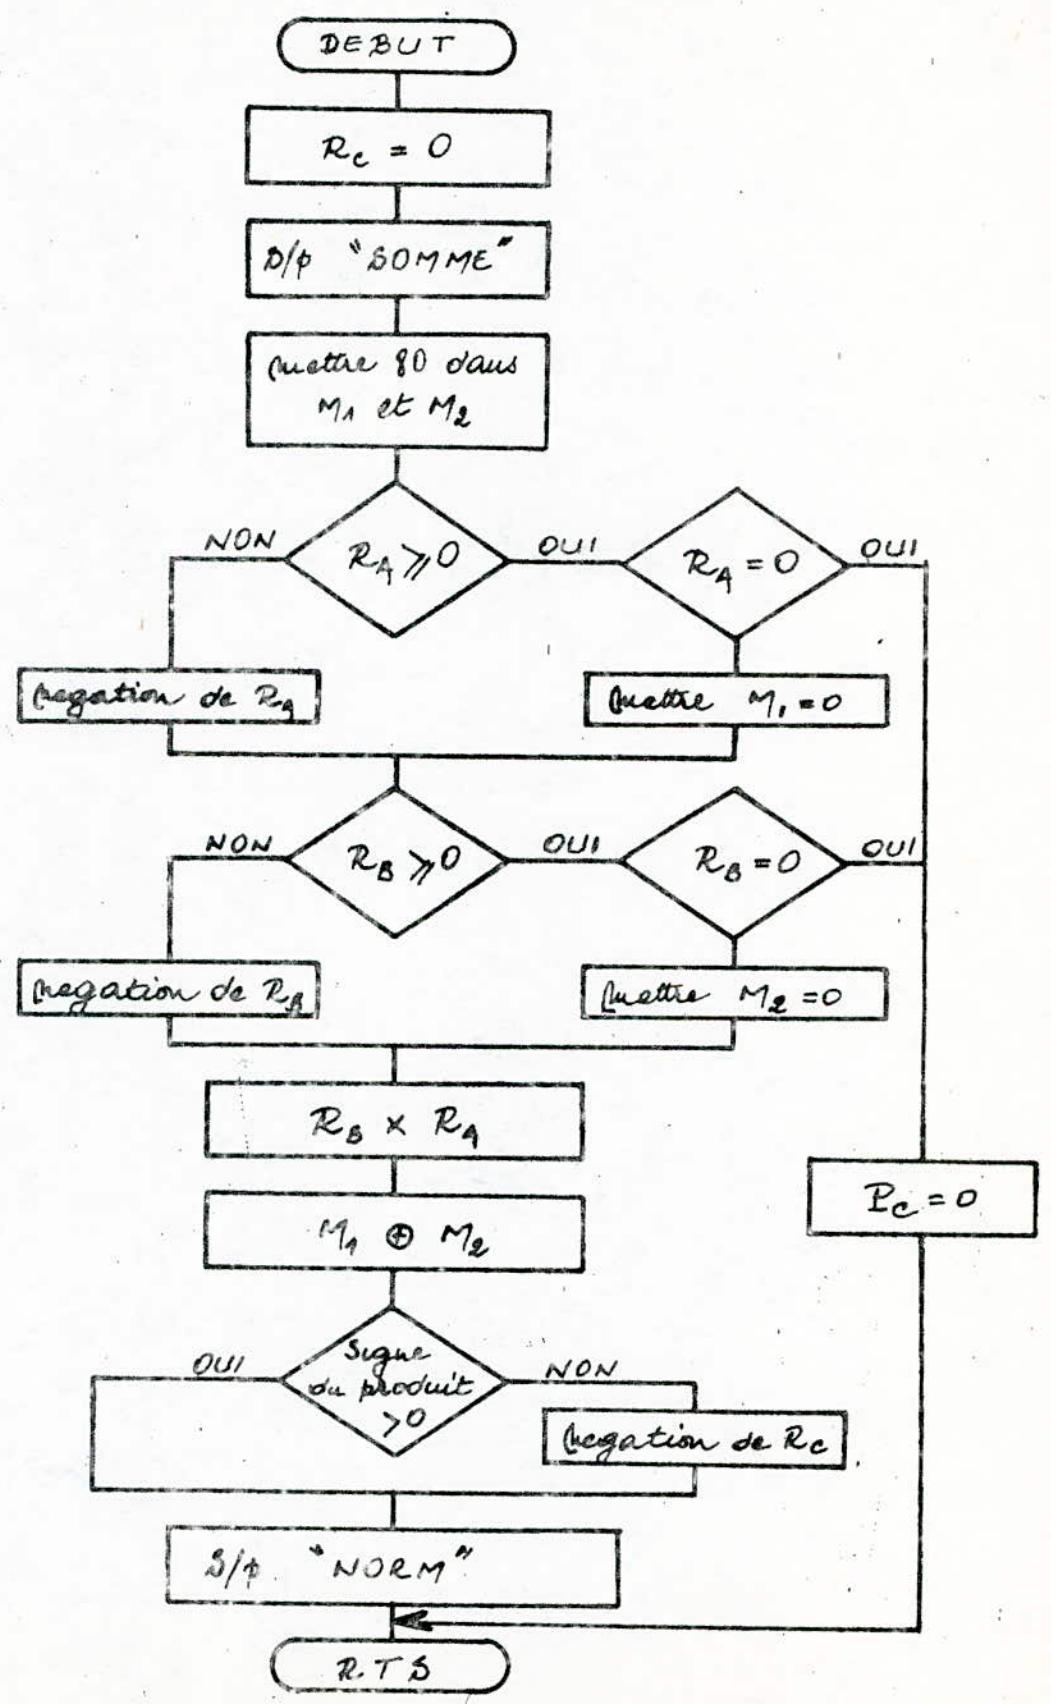 DEBUT
Rc = 0
S/p "SOMME"
mettre 80 dans
M1 et M2
NON
RA ⩾ 0
OUI
RA = 0
OUI
negation de RA
mettre M1 = 0
NON
RB ⩾ 0
OUI
RB = 0
OUI
negation de RB
mettre M2 = 0
RB x RA
M1 ⊕ M2
Pc = 0
OUI
Signe
du produit
>0
NON
negation de Rc
S/p. "NORM"
R.T.S